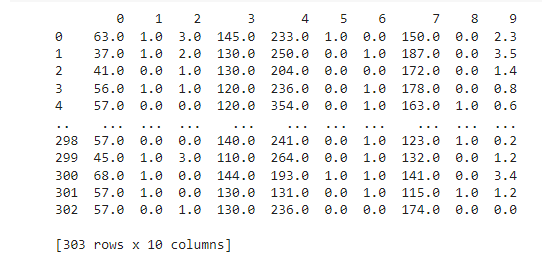 0 1 2 3 4 5 6 7 8 9
0 63.0 1.0 3.0 145.0 233.0 1.0 0.0 150.0 0.0 2.3
1 37.0 1.0 2.0 130.0 250.0 0.0 1.0 187.0 0.0 3.5
2 41.0 0.0 1.0 130.0 204.0 0.0 0.0 172.0 0.0 1.4
3 56.0 1.0 1.0 120.0 236.0 0.0 1.0 178.0 0.0 0.8
4 57.0 0.0 0.0 120.0 354.0 0.0 1.0 163.0 1.0 0.6
.. ... ... ... ... ... ... ... ... ... ...
298 57.0 0.0 0.0 140.0 241.0 0.0 1.0 123.0 1.0 0.2
299 45.0 1.0 3.0 110.0 264.0 0.0 1.0 132.0 0.0 1.2
300 68.0 1.0 0.0 144.0 193.0 1.0 1.0 141.0 0.0 3.4
301 57.0 1.0 0.0 130.0 131.0 0.0 1.0 115.0 1.0 1.2
302 57.0 0.0 1.0 130.0 236.0 0.0 0.0 174.0 0.0 0.0
[303 rows x 10 columns]